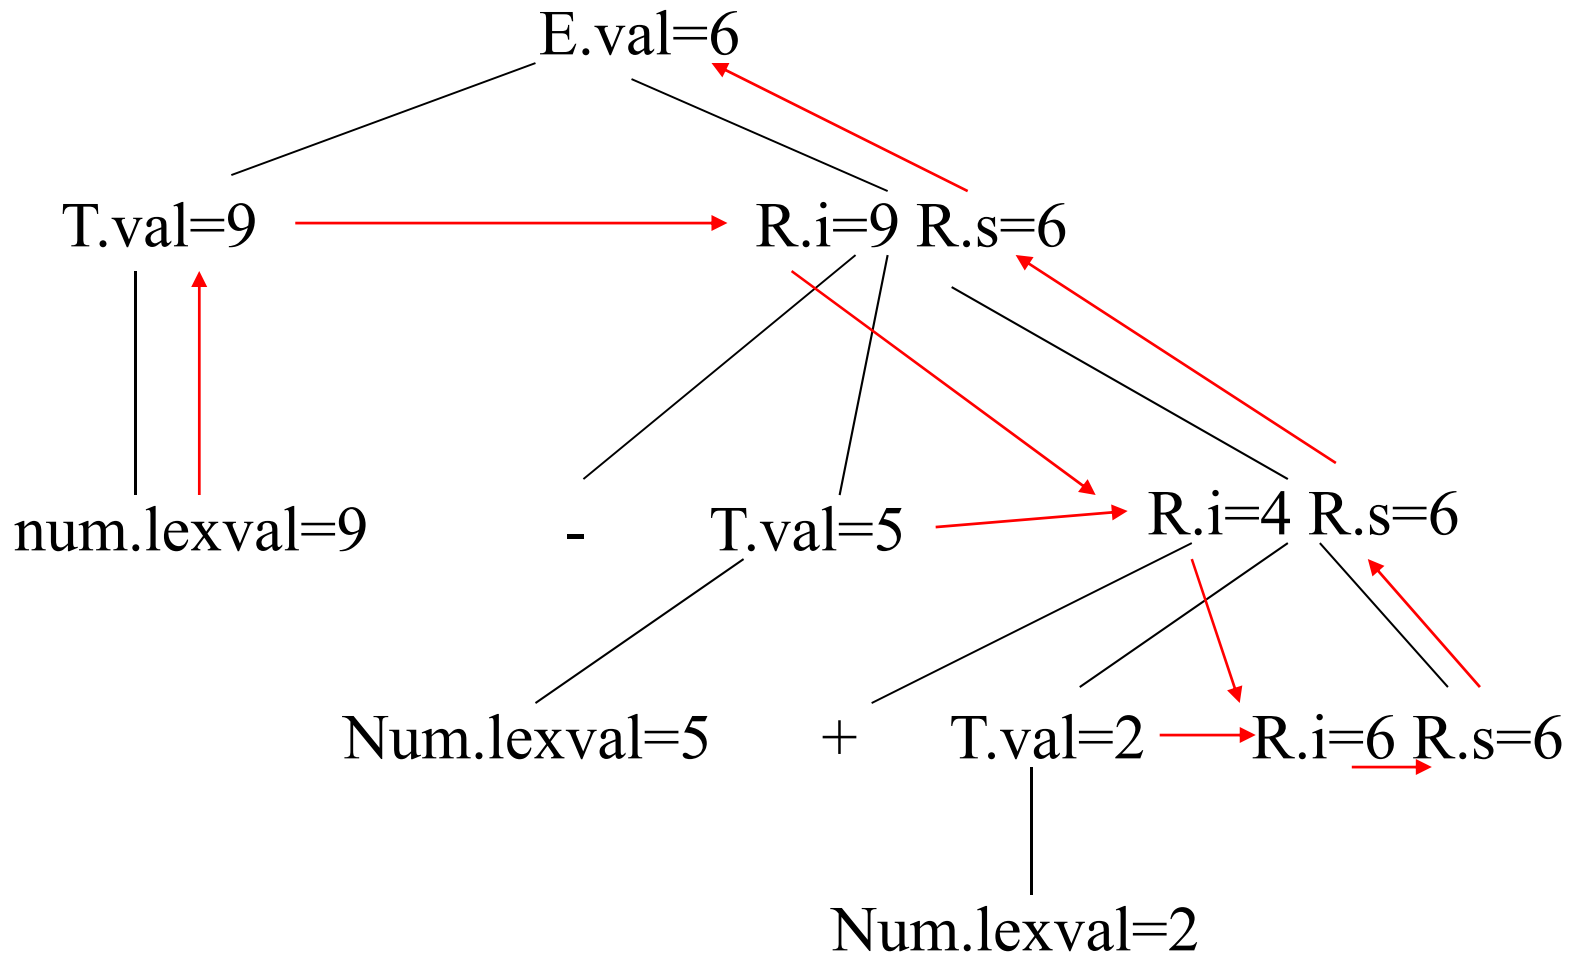 E.val=6
T.val=9 R.i=9 R.s=6
num.lexval=9 - T.val=5 R.i=4 R.s=6
Num.lexval=5 + T.val=2 R.i=6 R.s=6
Num.lexval=2